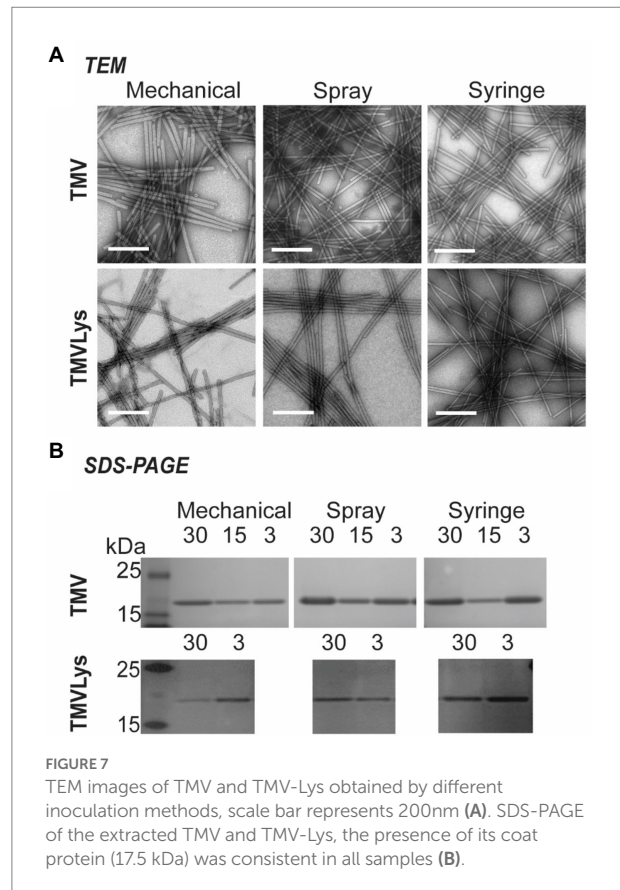 A
TEM
Mechanical Spray Syringe
TMV
TMVLys
B
SDS-PAGE
Mechanical Spray Syringe
30 15 3 30 15 3 30 15 3
kDa
25
15
TMV
30 3 30 3 30 3
25
15
TMVLys
FIGURE 7
TEM images of TMV and TMV-Lys obtained by different
inoculation methods, scale bar represents 200nm (A). SDS-PAGE
of the extracted TMV and TMV-Lys, the presence of its coat
protein (17.5 kDa) was consistent in all samples (B).